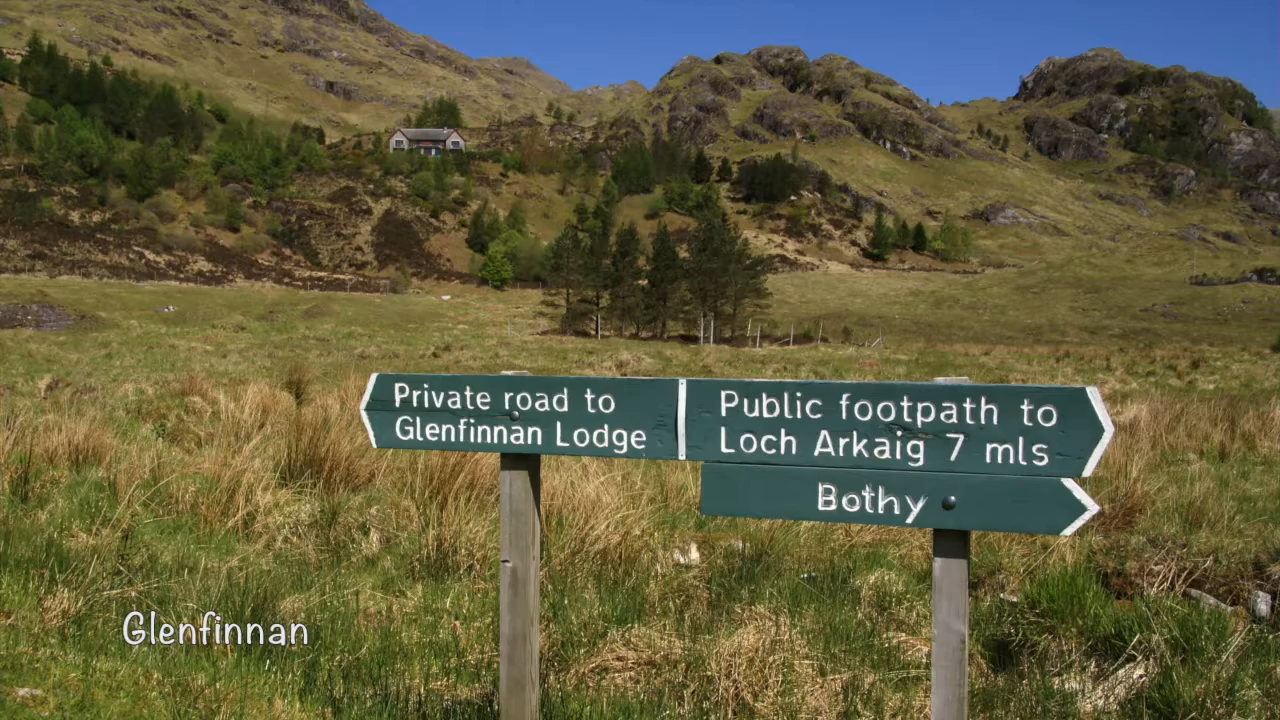 Private road to
Glenfinnan Lodge
Public footpath to
Loch Arkaig 7 mls
Bothy
Glenfinnan